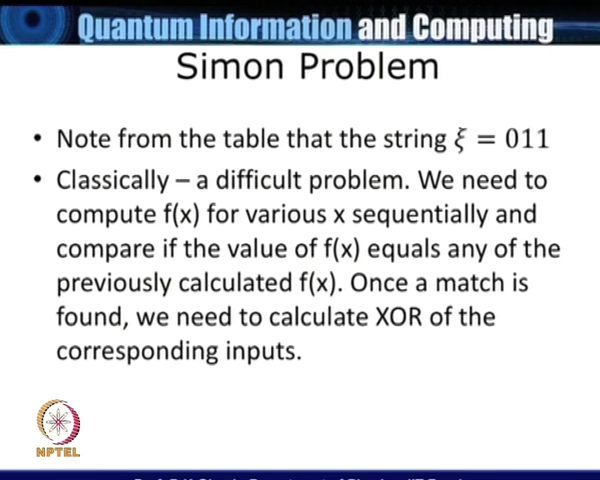 Quantum Information and Computing
Simon Problem
• Note from the table that the string ξ = 011
• Classically – a difficult problem. We need to
compute f(x) for various x sequentially and
compare if the value of f(x) equals any of the
previously calculated f(x). Once a match is
found, we need to calculate XOR of the
corresponding inputs.
NPTEL